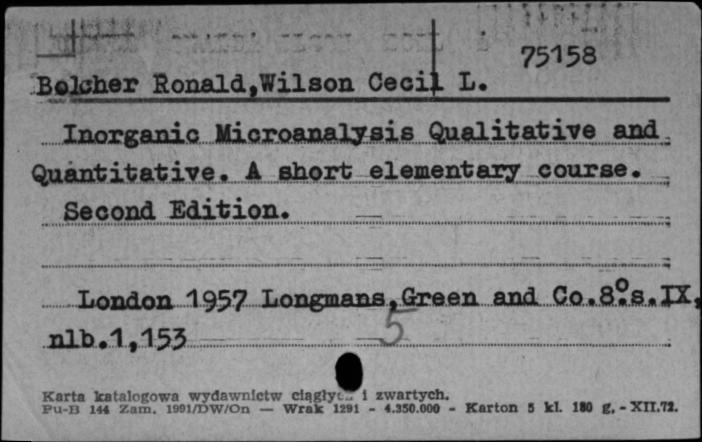 75158
Belcher Ronald,Wilson Cecil L.
Inorganic Microanalysis Qualitative and
Quantitative. A short elementary course.
Second Edition.
London 1957 Longmans,Green and Co.8°.s.IX,
nlb.1,153
5
Karta katalogowa wydawnictw ciągłych i zwartych.
Pu-B 144 Zam. 1991/DW/On — Wrak 1291 - 4.350.000 - Karton 5 kl. 180 g. - XII.72.